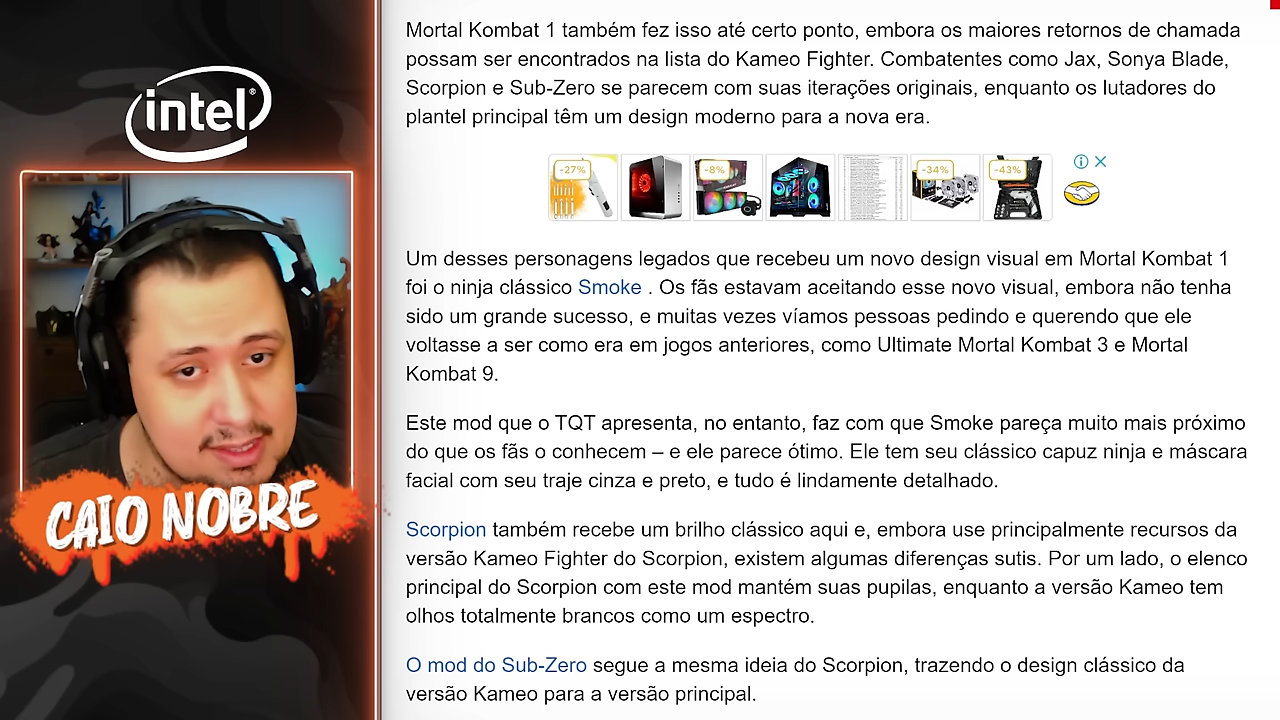 intel®
CAIO NOBRE
Mortal Kombat 1 também fez isso até certo ponto, embora os maiores retornos de chamada
possam ser encontrados na lista do Kameo Fighter. Combatentes como Jax, Sonya Blade,
Scorpion e Sub-Zero se parecem com suas iterações originais, enquanto os lutadores do
plantel principal têm um design moderno para a nova era.
-27%
-8%
-34%
-43%
Um desses personagens legados que recebeu um novo design visual em Mortal Kombat 1
foi o ninja clássico Smoke . Os fãs estavam aceitando esse novo visual, embora não tenha
sido um grande sucesso, e muitas vezes víamos pessoas pedindo e querendo que ele
voltasse a ser como era em jogos anteriores, como Ultimate Mortal Kombat 3 e Mortal
Kombat 9.
Este mod que o TQT apresenta, no entanto, faz com que Smoke pareça muito mais próximo
do que os fãs o conhecem – e ele parece ótimo. Ele tem seu clássico capuz ninja e máscara
facial com seu traje cinza e preto, e tudo é lindamente detalhado.
Scorpion também recebe um brilho clássico aqui e, embora use principalmente recursos da
versão Kameo Fighter do Scorpion, existem algumas diferenças sutis. Por um lado, o elenco
principal do Scorpion com este mod mantém suas pupilas, enquanto a versão Kameo tem
olhos totalmente brancos como um espectro.
O mod do Sub-Zero segue a mesma ideia do Scorpion, trazendo o design clássico da
versão Kameo para a versão principal.